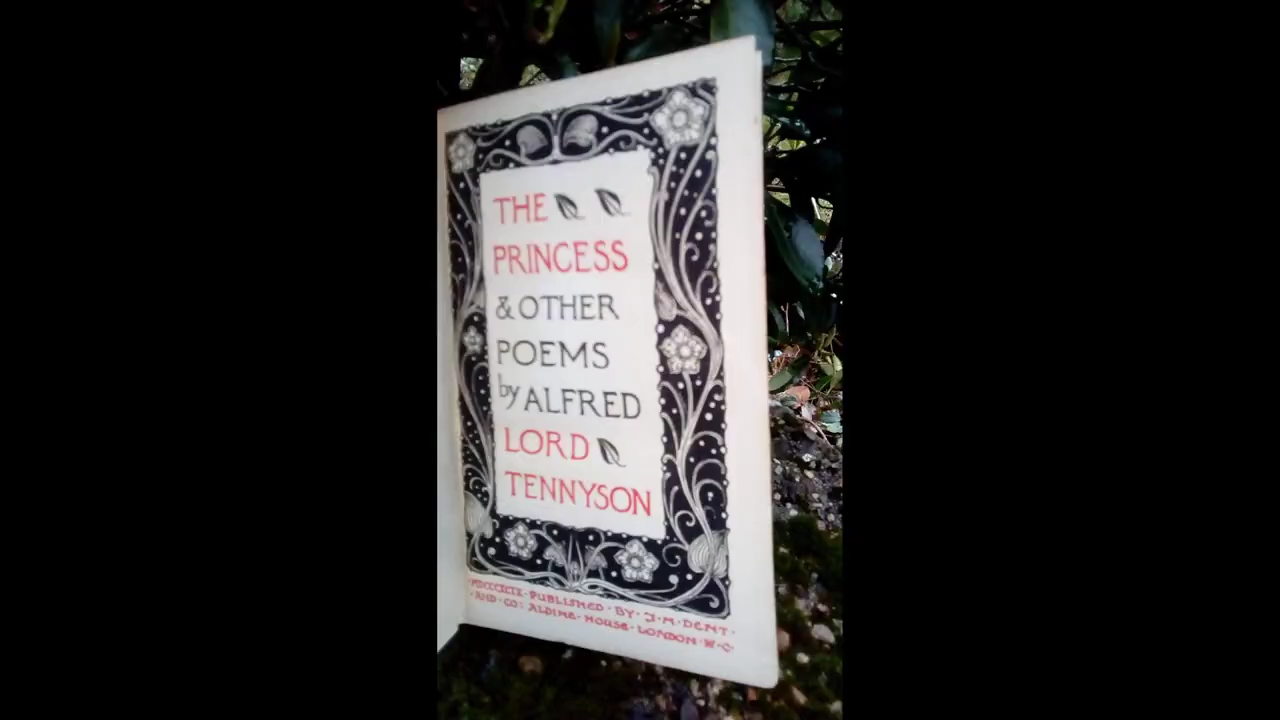 THE
PRINCESS
& OTHER
POEMS
by ALFRED
LORD
TENNYSON
· PUBLISHED · BY · J · M · DENT ·
· AND · CO: ALDINE · HOUSE · LONDON · W · C ·